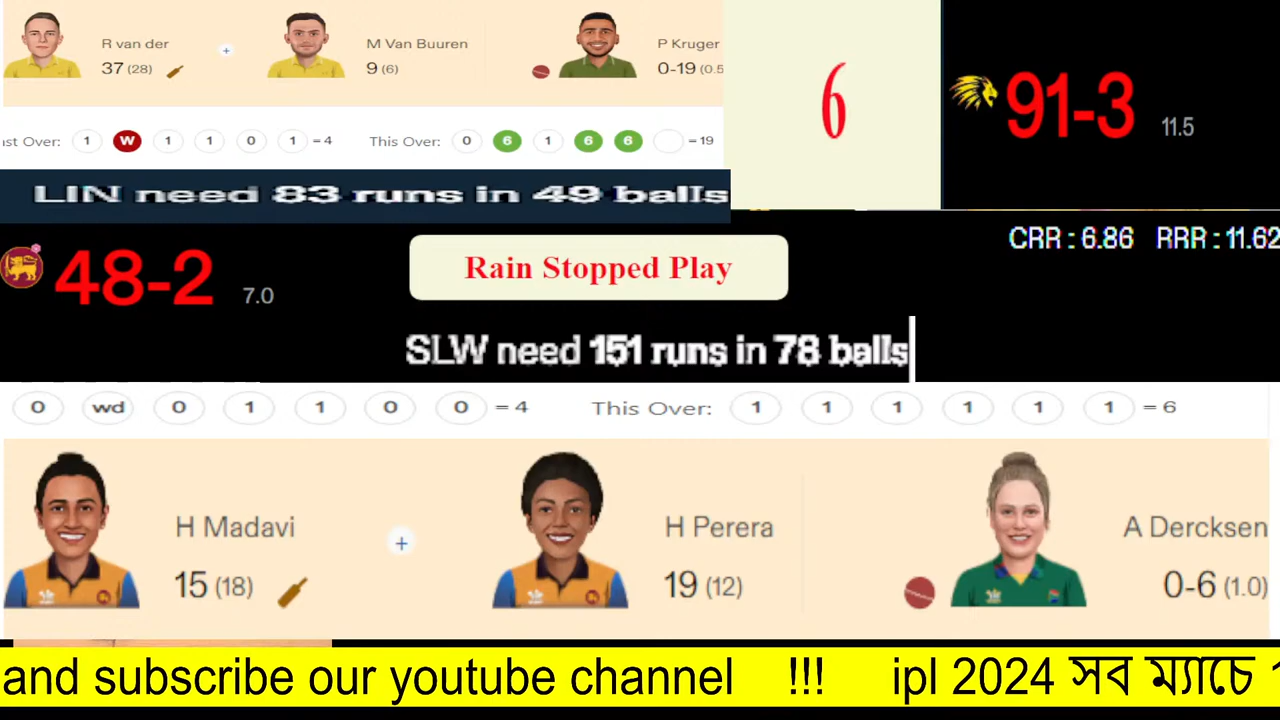 R van der
37 (28)
+
M Van Buuren
9 (6)
P Kruger
0-19 (0.5
6
91-3 11.5
ast Over: 1 W 1 1 0 1 = 4 This Over: 0 6 1 6 6 = 19
LIN need 83 runs in 49 balls
CRR : 6.86 RRR : 11.62
48-2 7.0
Rain Stopped Play
SLW need 151 runs in 78 balls
0 wd 0 1 1 0 0 = 4 This Over: 1 1 1 1 1 1 = 6
H Madavi
15 (18)
+
H Perera
19 (12)
A Dercksen
0-6 (1.0)
and subscribe our youtube channel !!! ipl 2024 সব ম্যাচে